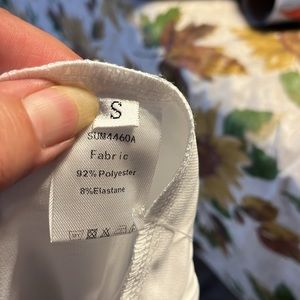 S
SUM4460A
Fabric
92% Polyester
8%Elastane